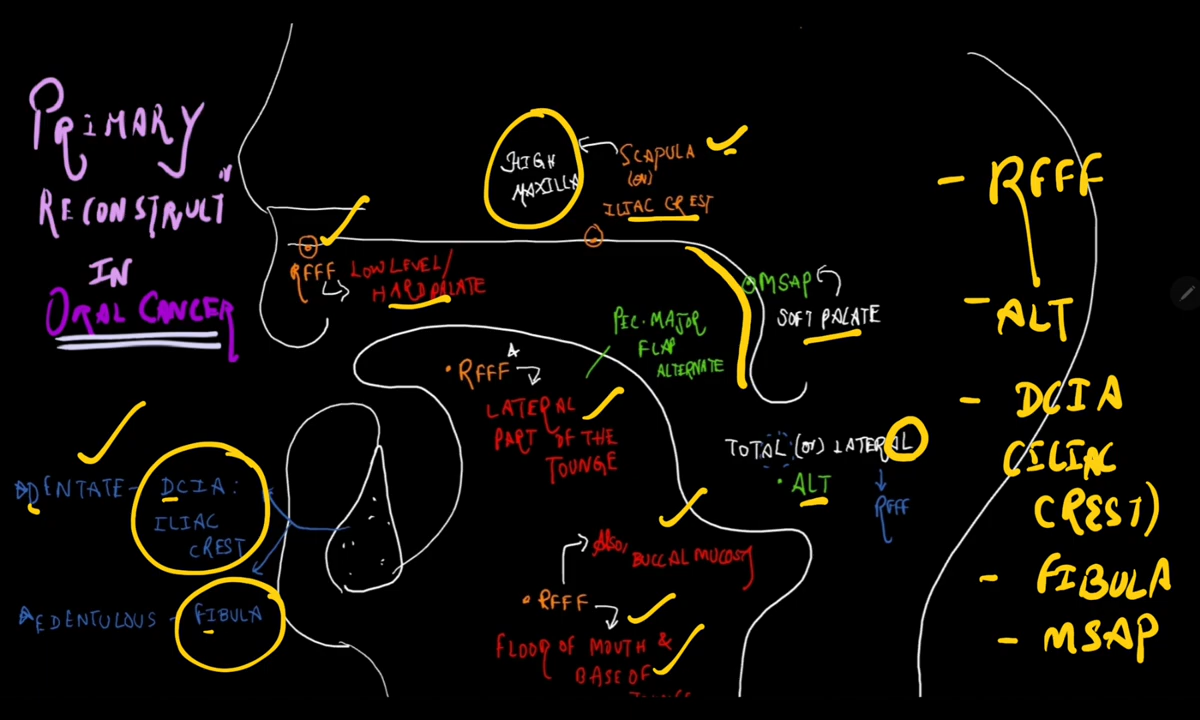 PRIMARY
RECONSTRUCT"N
IN
ORAL CANCER
HIGH
MAXILLA
SCAPULA
(OR)
ILIAC CREST
RFFF
LOW LEVEL/
HARD PALATE
MSAP
SOFT PALATE
PEC. MAJOR
FLAP
ALTERNATE
• RFFF
LATERAL
PART OF THE
TOUNGE
TOTAL (OR) LATERAL
• ALT
RFFF
DENTATE - DCIA:
ILIAC
CREST
EDENTULOUS - FIBULA
Also,
BUCCAL MUCOSA
• RFFF
FLOOR OF MOUTH &
BASE OF
- RFFF
- ALT
- DCIA
(ILIAC
CREST)
- FIBULA
- MSAP